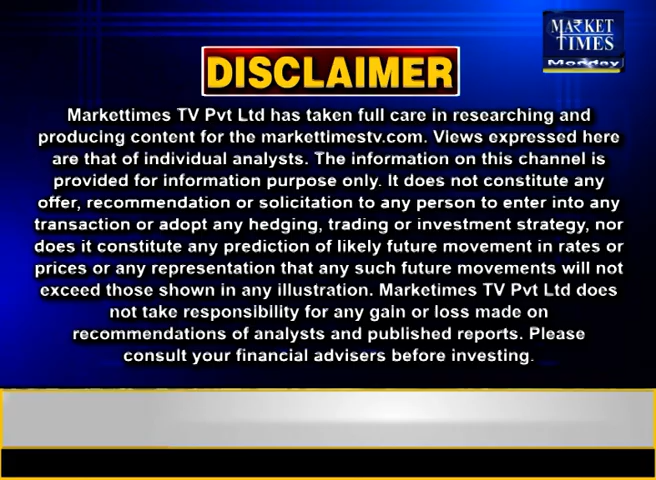 MARKET
TIMES
Monday
DISCLAIMER
Markettimes TV Pvt Ltd has taken full care in researching and
producing content for the markettimestv.com. Views expressed here
are that of individual analysts. The information on this channel is
provided for information purpose only. It does not constitute any
offer, recommendation or solicitation to any person to enter into any
transaction or adopt any hedging, trading or investment strategy, nor
does it constitute any prediction of likely future movement in rates or
prices or any representation that any such future movements will not
exceed those shown in any illustration. Marketimes TV Pvt Ltd does
not take responsibility for any gain or loss made on
recommendations of analysts and published reports. Please
consult your financial advisers before investing.